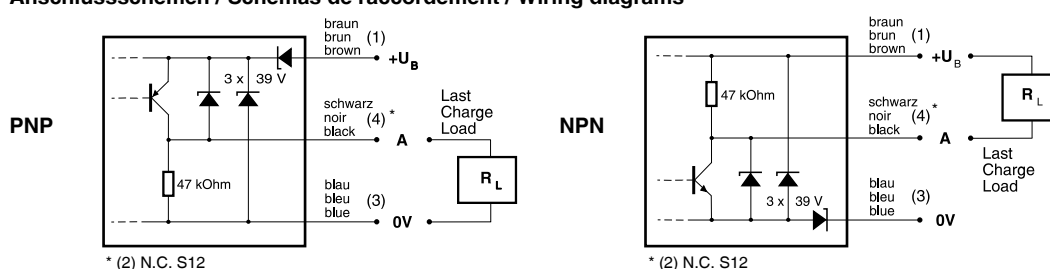 Anschlussschemen / Schémas de raccordement / Wiring diagrams
PNP
braun
brun
brown
(1)
+UB
3 x 39 V
schwarz
noir
black
(4) *
A
Last
Charge
Load
RL
47 kOhm
blau
bleu
blue
(3)
0V
* (2) N.C. S12
NPN
braun
brun
brown
(1)
+UB
47 kOhm
RL
schwarz
noir
black
(4) *
A
Last
Charge
Load
3 x 39 V
blau
bleu
blue
(3)
0V
* (2) N.C. S12